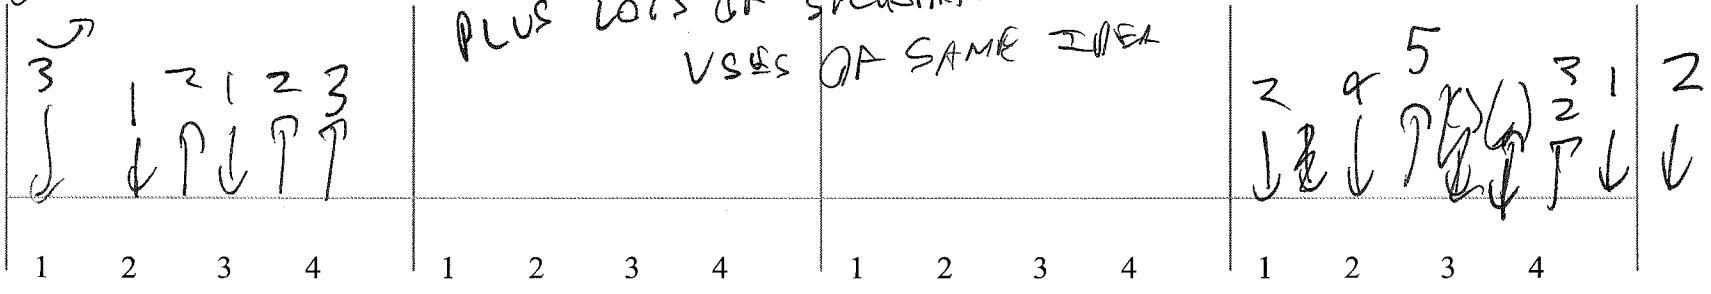 PLUS LOTS OF
USES OF SAME IDEA
3 1 2 1 2 3
2 4 5 3 1 2
2
1 2 3 4 1 2 3 4 1 2 3 4 1 2 3 4